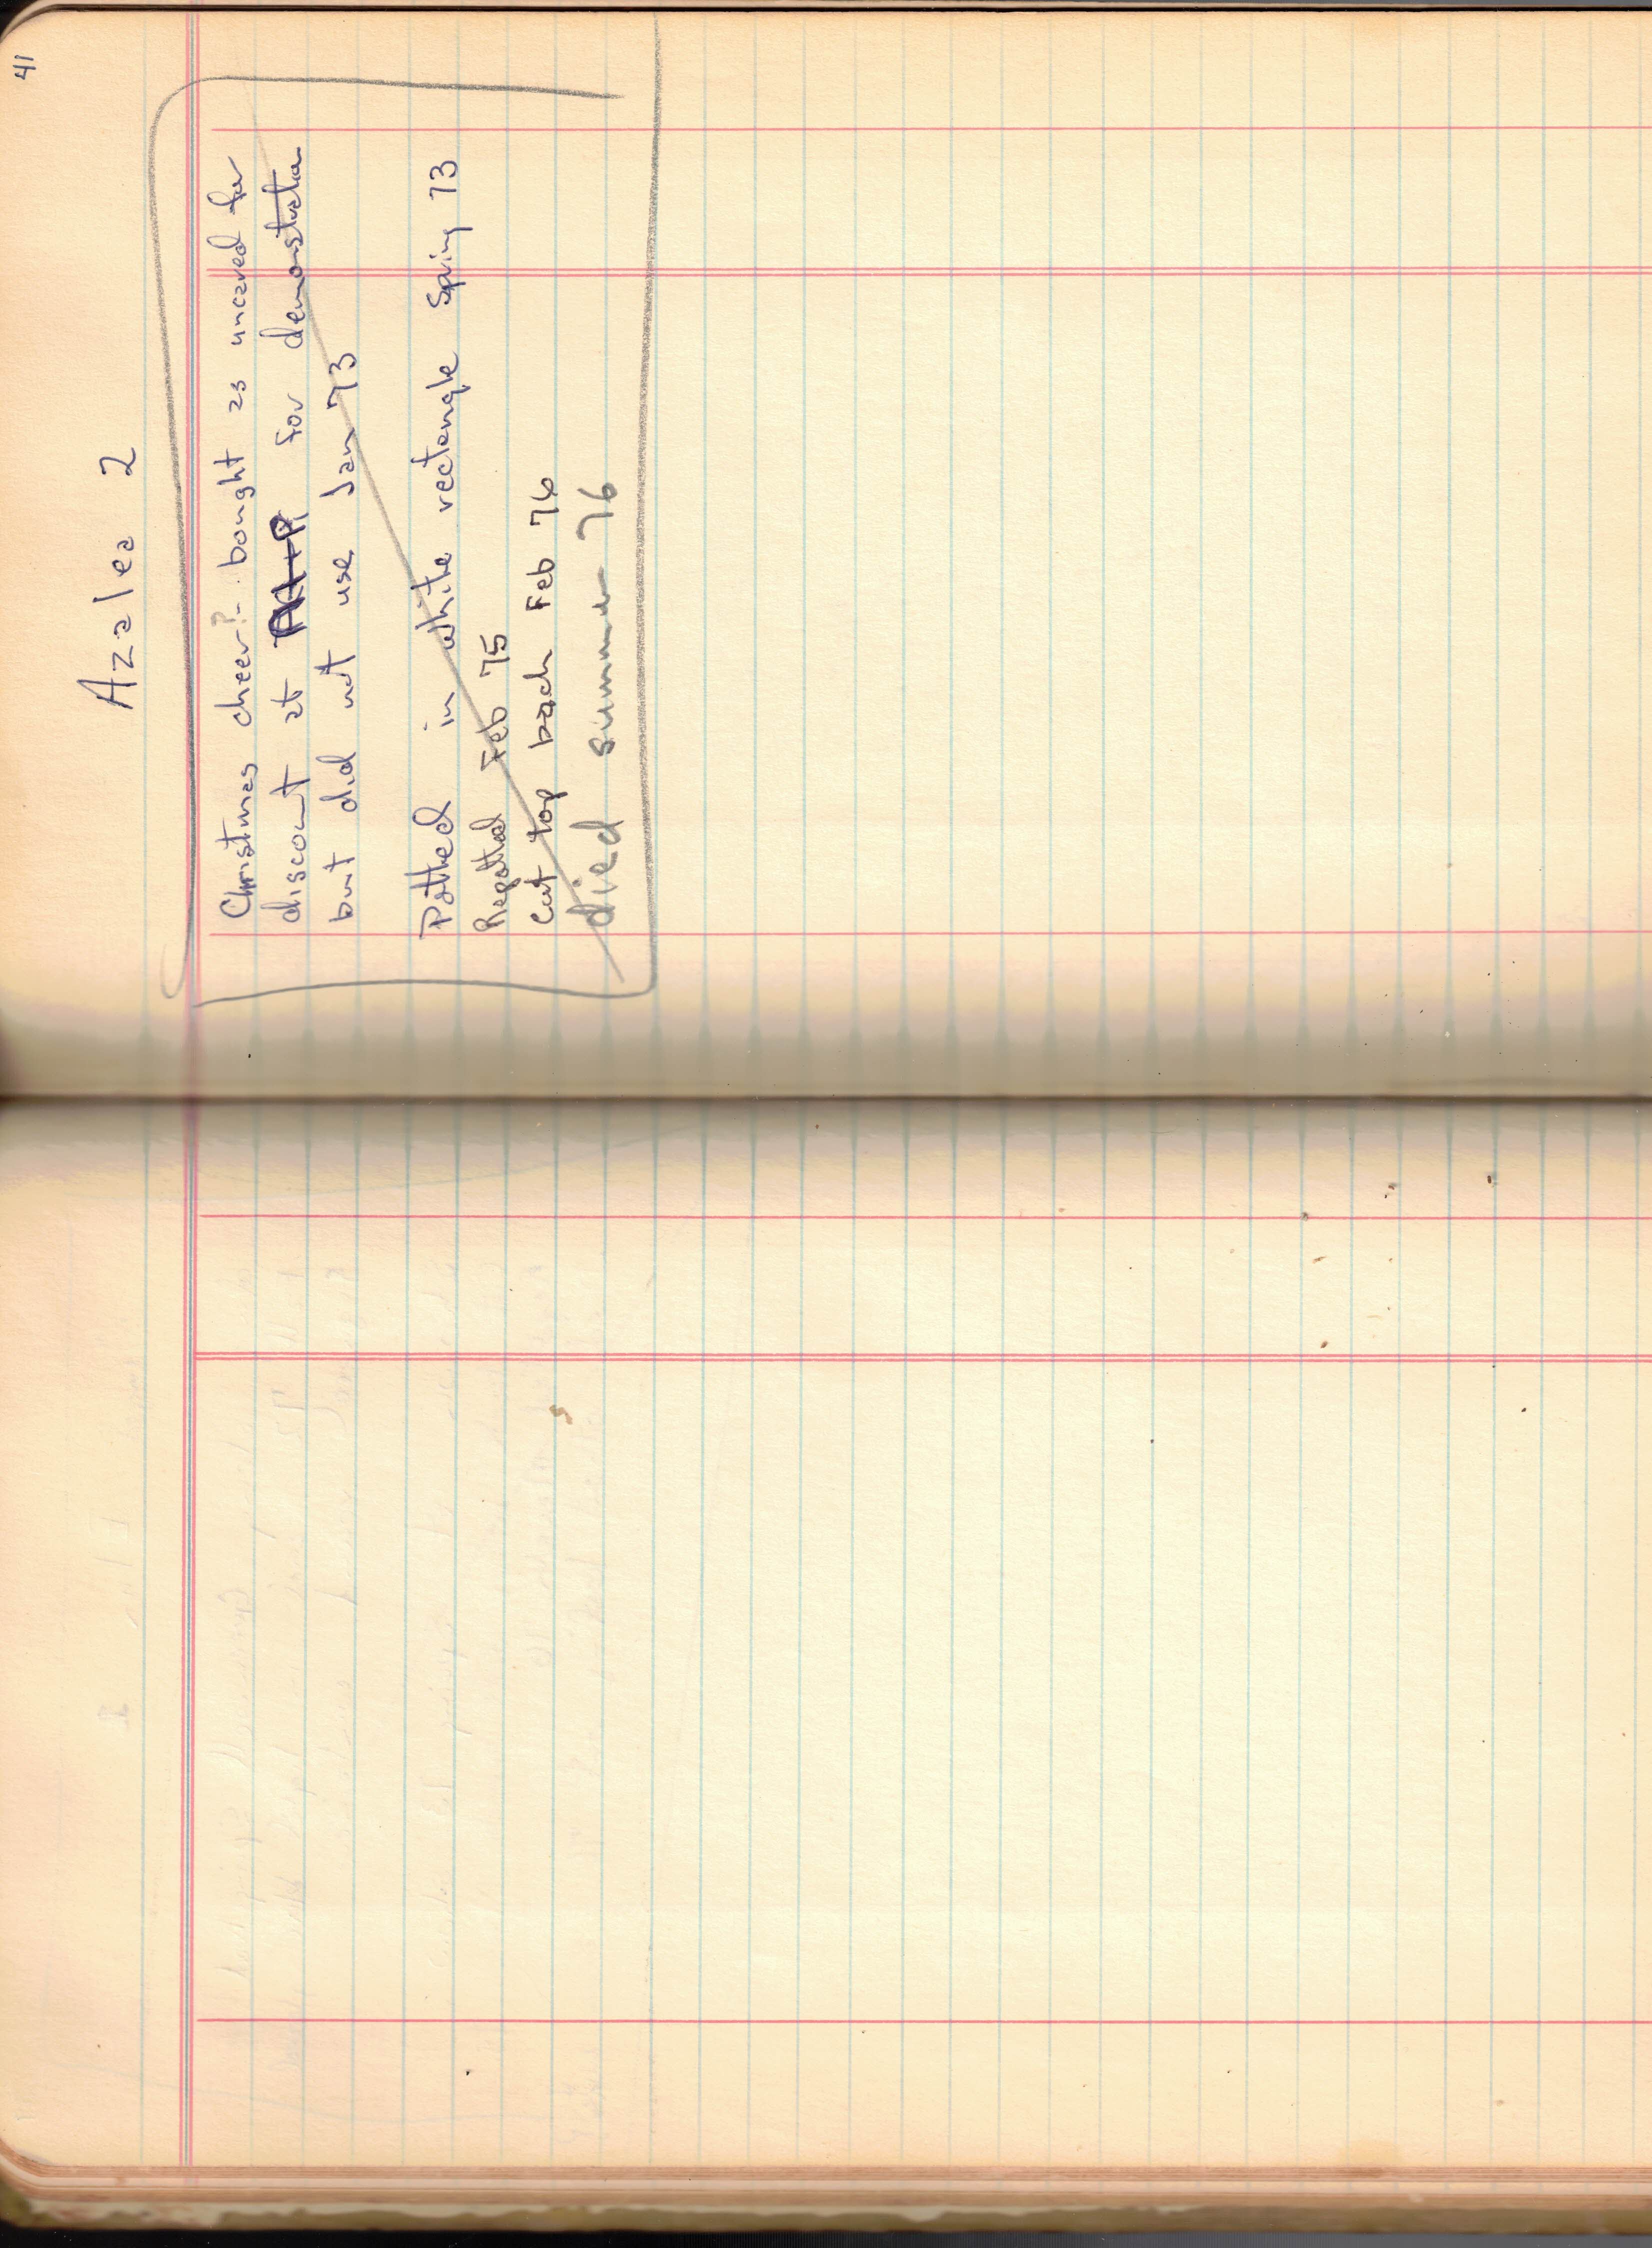 41
Azalea 2
Christmas cheer?- bought as uncared for
discount at for demonstration
but did not use Jan 73
Potted in white rectangle Spring 73
Repotted Feb 75
Cut top back Feb 76
died summer 76